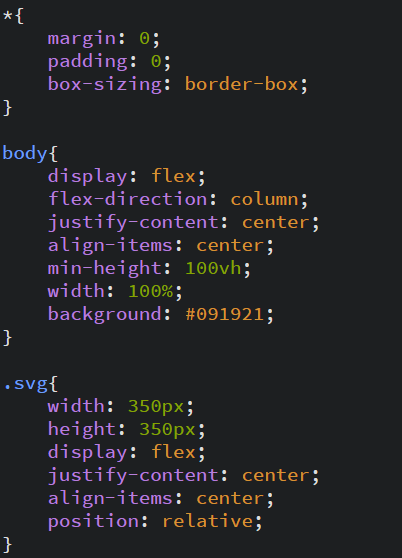 *{
    margin: 0;
    padding: 0;
    box-sizing: border-box;
}

body{
    display: flex;
    flex-direction: column;
    justify-content: center;
    align-items: center;
    min-height: 100vh;
    width: 100%;
    background: #091921;
}

.svg{
    width: 350px;
    height: 350px;
    display: flex;
    justify-content: center;
    align-items: center;
    position: relative;
}